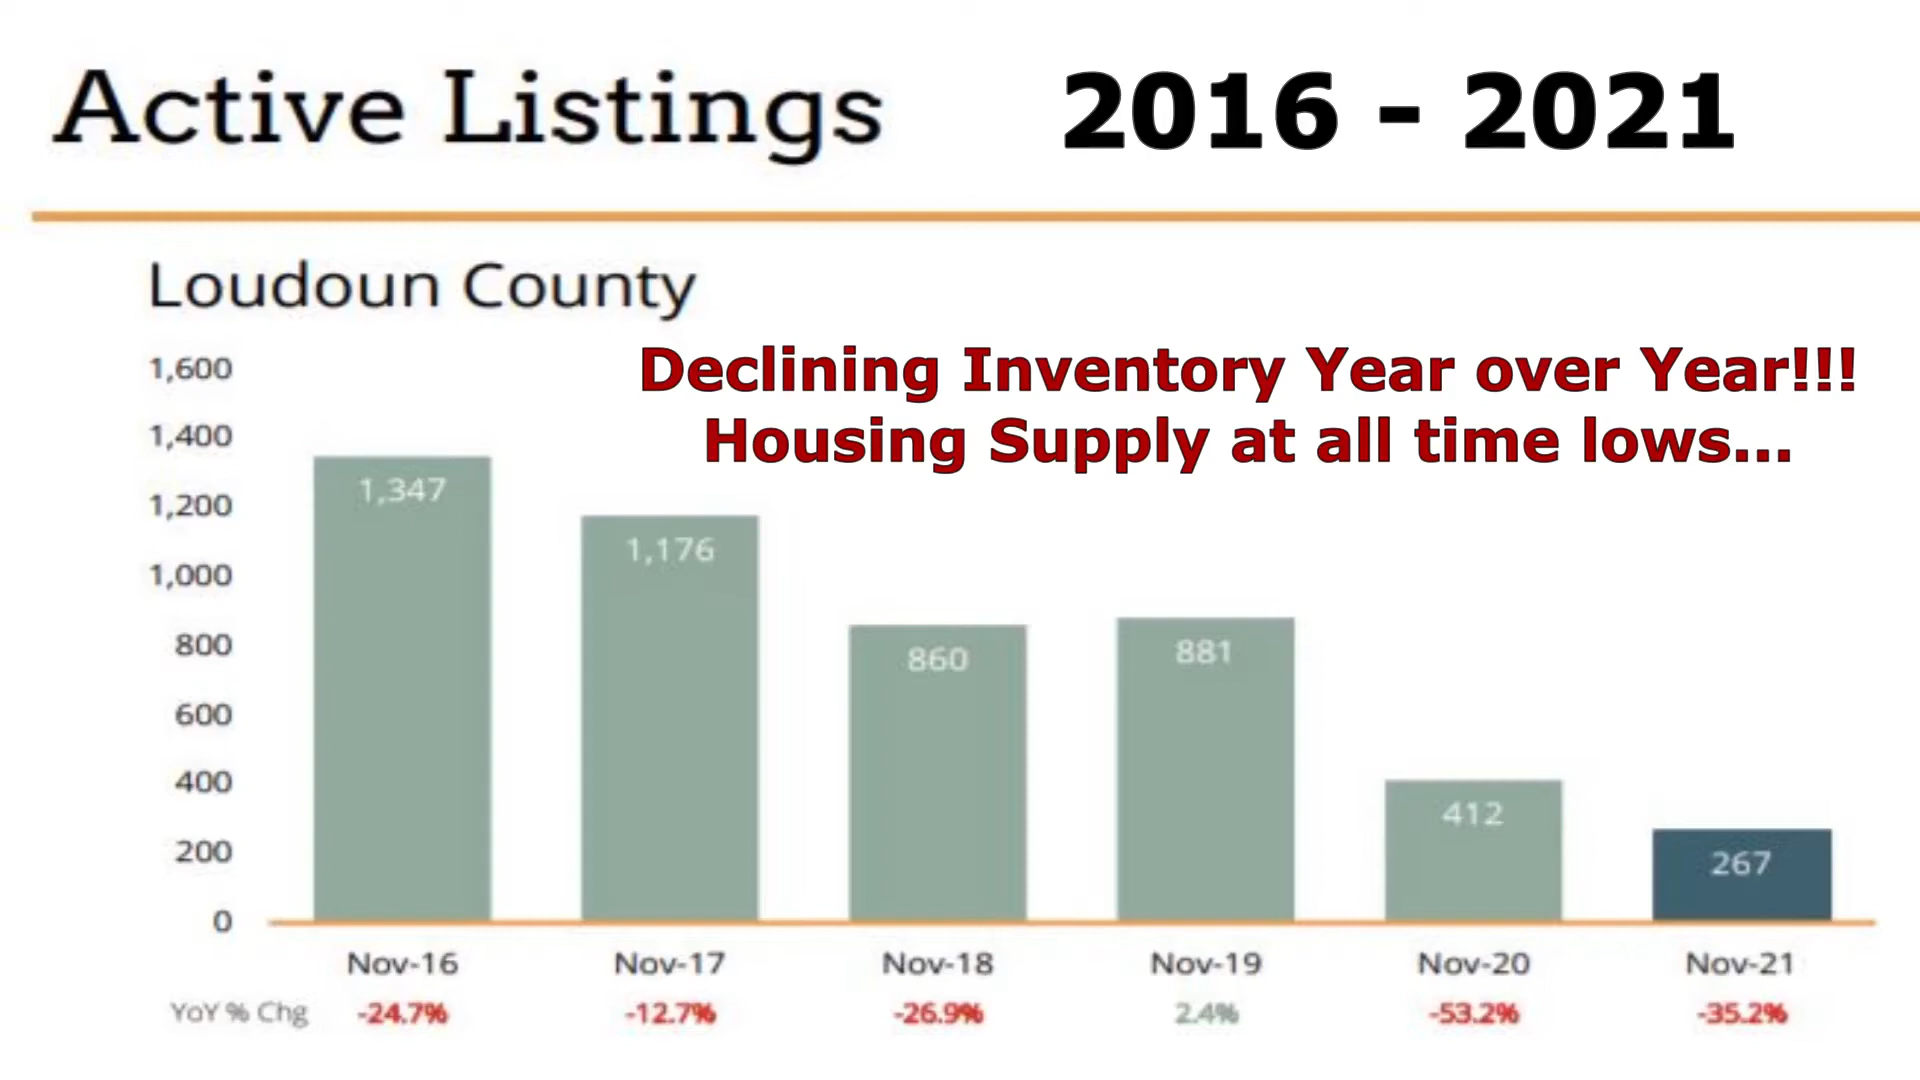 Active Listings 2016 - 2021
Loudoun County
Declining Inventory Year over Year!!!
Housing Supply at all time lows...
1,600
1,400
1,200
1,000
800
600
400
200
0
1,347
1,176
860
881
412
267
Nov-16 Nov-17 Nov-18 Nov-19 Nov-20 Nov-21
YoY % Chg -24.7% -12.7% -26.9% 2.4% -53.2% -35.2%